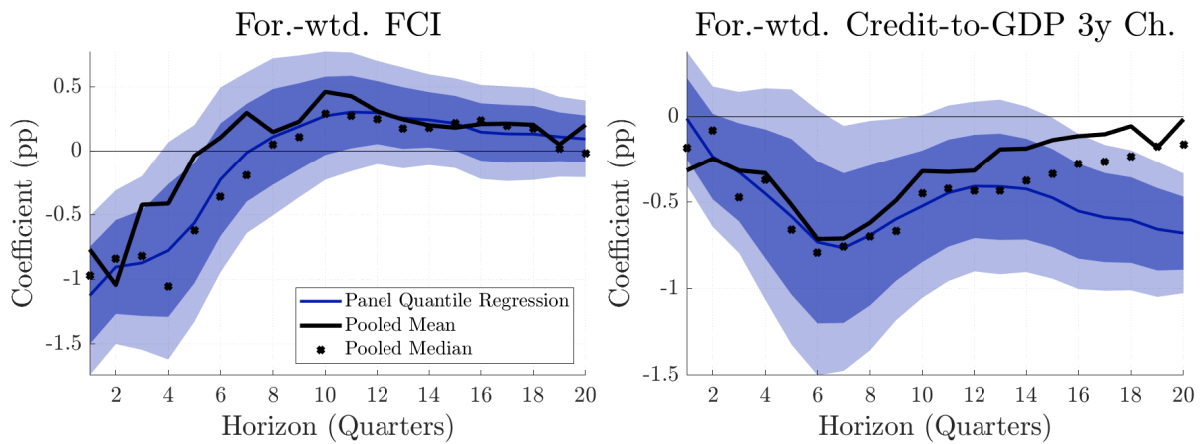 For.-wtd. FCI
0.5
0
-0.5
-1
-1.5
Coefficient (pp)
Panel Quantile Regression
Pooled Mean
Pooled Median
2 4 6 8 10 12 14 16 18 20
Horizon (Quarters)
For.-wtd. Credit-to-GDP 3y Ch.
0
-0.5
-1
-1.5
Coefficient (pp)
2 4 6 8 10 12 14 16 18 20
Horizon (Quarters)